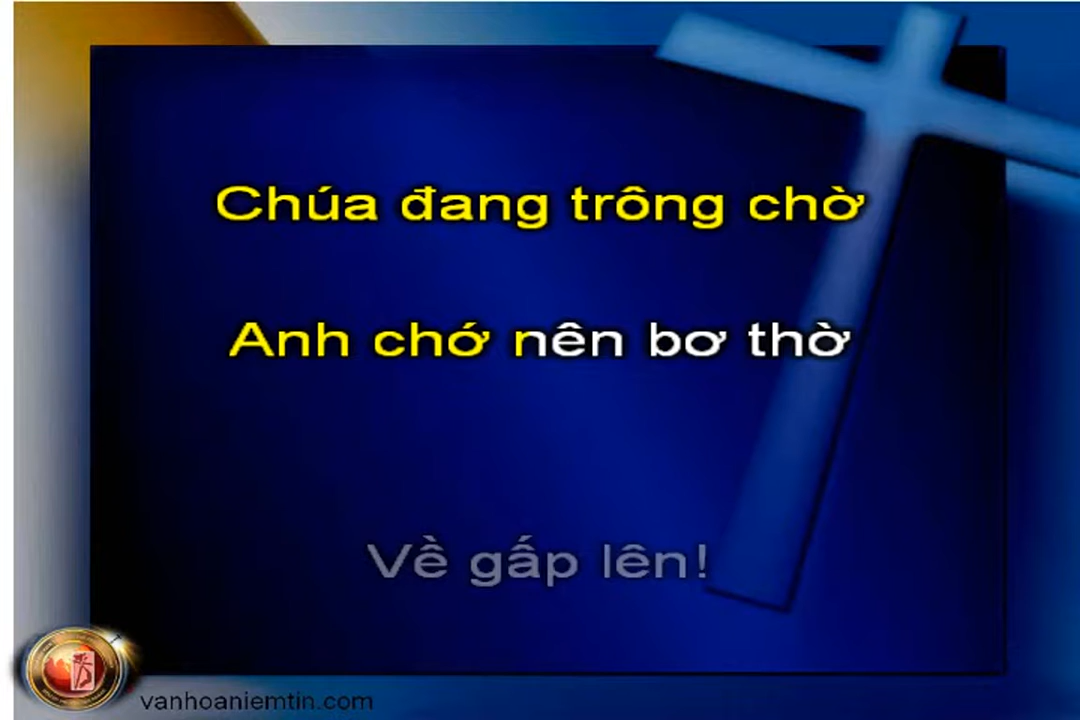 Chúa đang trông chờ
Anh chớ nên bơ thờ
Về gấp lên!
vanhoaniemtin.com